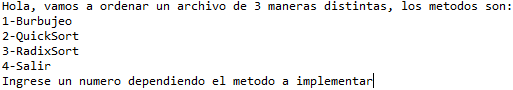 Hola, vamos a ordenar un archivo de 3 maneras distintas, los metodos son:
1-Burbujeo
2-QuickSort
3-RadixSort
4-Salir
Ingrese un numero dependiendo el metodo a implementar